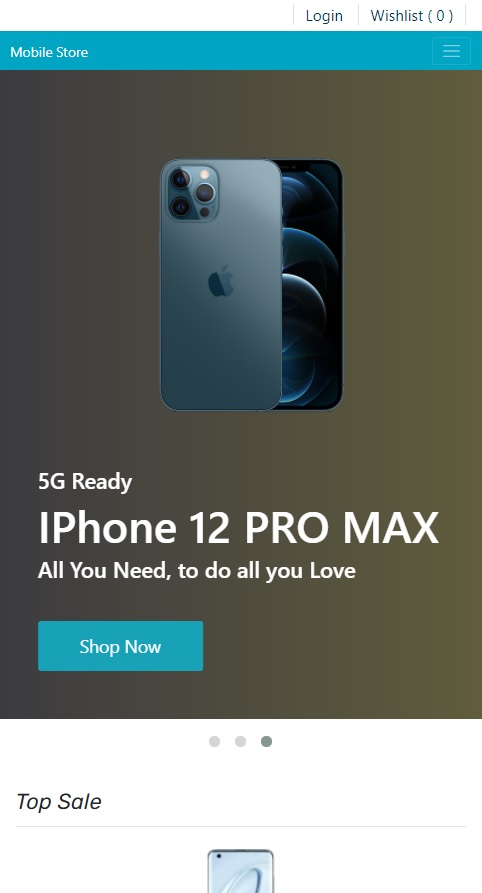 Login
Wishlist ( 0 )
Mobile Store
5G Ready
IPhone 12 PRO MAX
All You Need, to do all you Love
Shop Now
Top Sale